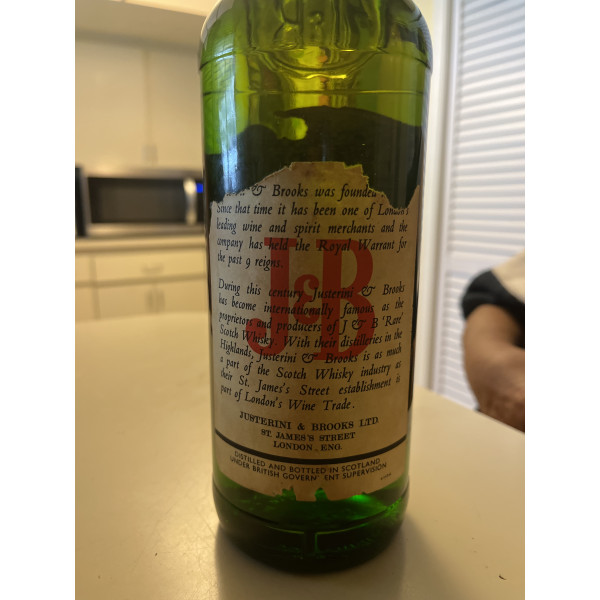 & Brooks was founded
Since that time it has been one of London's
leading wine and spirit merchants and the
company has held the Royal Warrant for
the past 9 reigns.
During this century Justerini & Brooks
has become internationally famous as the
proprietors and producers of J & B 'Rare'
Scotch Whisky. With their distilleries in the
Highlands, Justerini & Brooks is as much
a part of the Scotch Whisky industry as
their St. James's Street establishment is
part of London's Wine Trade.
J&B
JUSTERINI & BROOKS LTD.
ST. JAMES'S STREET
LONDON, ENG.
DISTILLED AND BOTTLED IN SCOTLAND
UNDER BRITISH GOVERN ENT SUPERVISION